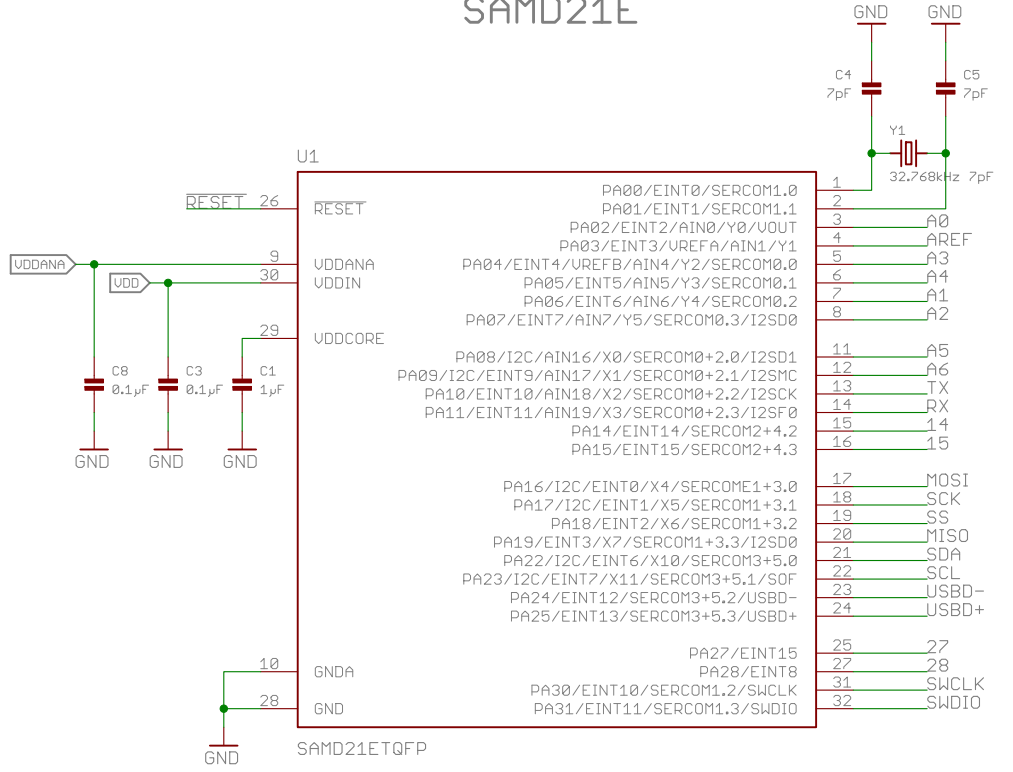 SAMD21E
GND GND
C4 7pF
C5 7pF
Y1
32.768kHz 7pF
U1
RESET 26 RESET
VDDANA 9 VDDANA
VDD 30 VDDIN
29 VDDCORE
C8 0.1µF
C3 0.1µF
C1 1µF
GND GND GND
10 GNDA
28 GND
GND
PA00/EINT0/SERCOM1.0 1
PA01/EINT1/SERCOM1.1 2
PA02/EINT2/AIN0/Y0/VOUT 3 A0
PA03/EINT3/VREFA/AIN1/Y1 4 AREF
PA04/EINT4/VREFB/AIN4/Y2/SERCOM0.0 5 A3
PA05/EINT5/AIN5/Y3/SERCOM0.1 6 A4
PA06/EINT6/AIN6/Y4/SERCOM0.2 7 A1
PA07/EINT7/AIN7/Y5/SERCOM0.3/I2SD0 8 A2
PA08/I2C/AIN16/X0/SERCOM0+2.0/I2SD1 11 A5
PA09/I2C/EINT9/AIN17/X1/SERCOM0+2.1/I2SMC 12 A6
PA10/EINT10/AIN18/X2/SERCOM0+2.2/I2SCK 13 TX
PA11/EINT11/AIN19/X3/SERCOM0+2.3/I2SF0 14 RX
PA14/EINT14/SERCOM2+4.2 15 14
PA15/EINT15/SERCOM2+4.3 16 15
PA16/I2C/EINT0/X4/SERCOME1+3.0 17 MOSI
PA17/I2C/EINT1/X5/SERCOM1+3.1 18 SCK
PA18/EINT2/X6/SERCOM1+3.2 19 SS
PA19/EINT3/X7/SERCOM1+3.3/I2SD0 20 MISO
PA22/I2C/EINT6/X10/SERCOM3+5.0 21 SDA
PA23/I2C/EINT7/X11/SERCOM3+5.1/SOF 22 SCL
PA24/EINT12/SERCOM3+5.2/USBD- 23 USBD-
PA25/EINT13/SERCOM3+5.3/USBD+ 24 USBD+
PA27/EINT15 25 27
PA28/EINT8 27 28
PA30/EINT10/SERCOM1.2/SWCLK 31 SWCLK
PA31/EINT11/SERCOM1.3/SWDIO 32 SWDIO
SAMD21ETQFP